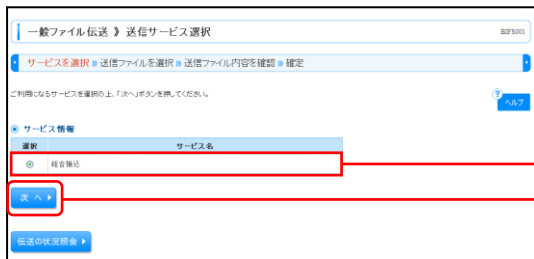 一般ファイル伝送 》 送信サービス選択
BIFS001
サービスを選択 » 送信ファイルを選択 » 送信ファイル内容を確認 » 確定
ご利用になるサービスを選択の上、「次へ」ボタンを押してください。
? ヘルプ
サービス情報
選択 サービス名
総合振込
次へ
伝送の状況照会